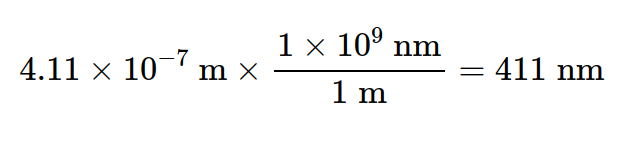 4.11 × 10⁻⁷ m × 1 × 10⁹ nm / 1 m = 411 nm